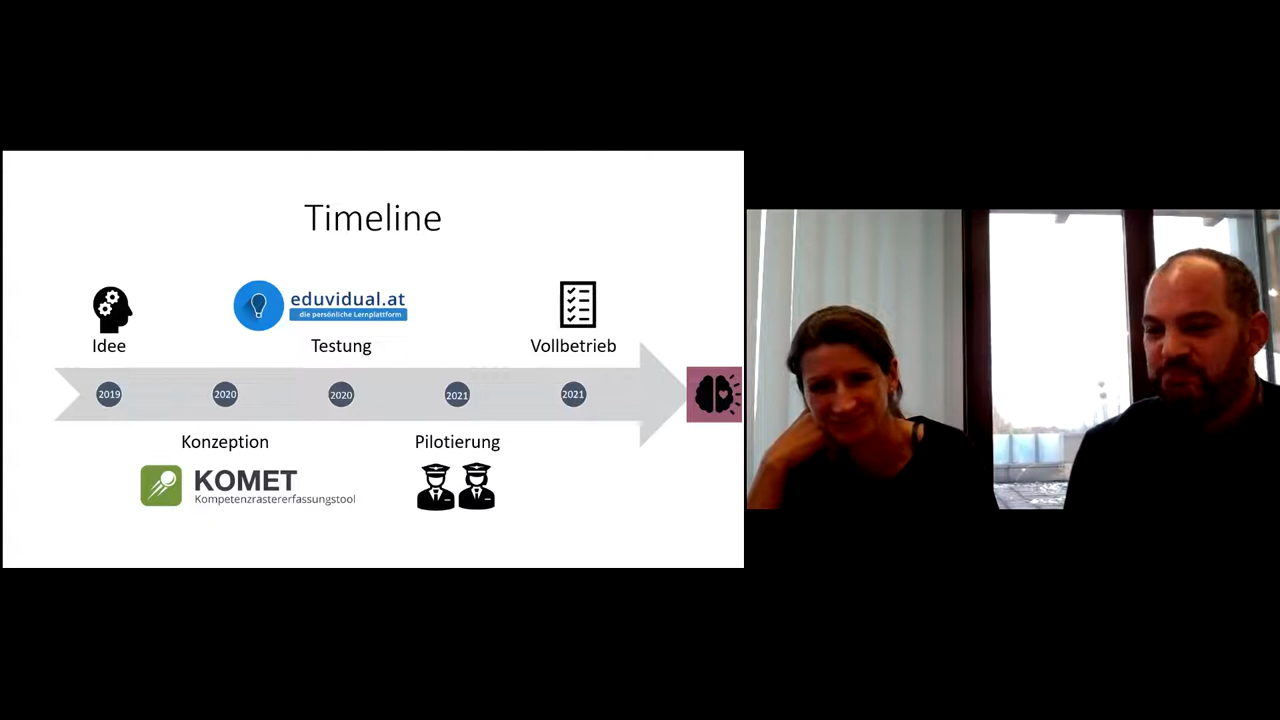 Timeline
eduvidual.at
die persönliche Lernplattform
Idee
Testung
Vollbetrieb
2019
2020
2020
2021
2021
Konzeption
Pilotierung
KOMET
Kompetenzrastererfassungstool